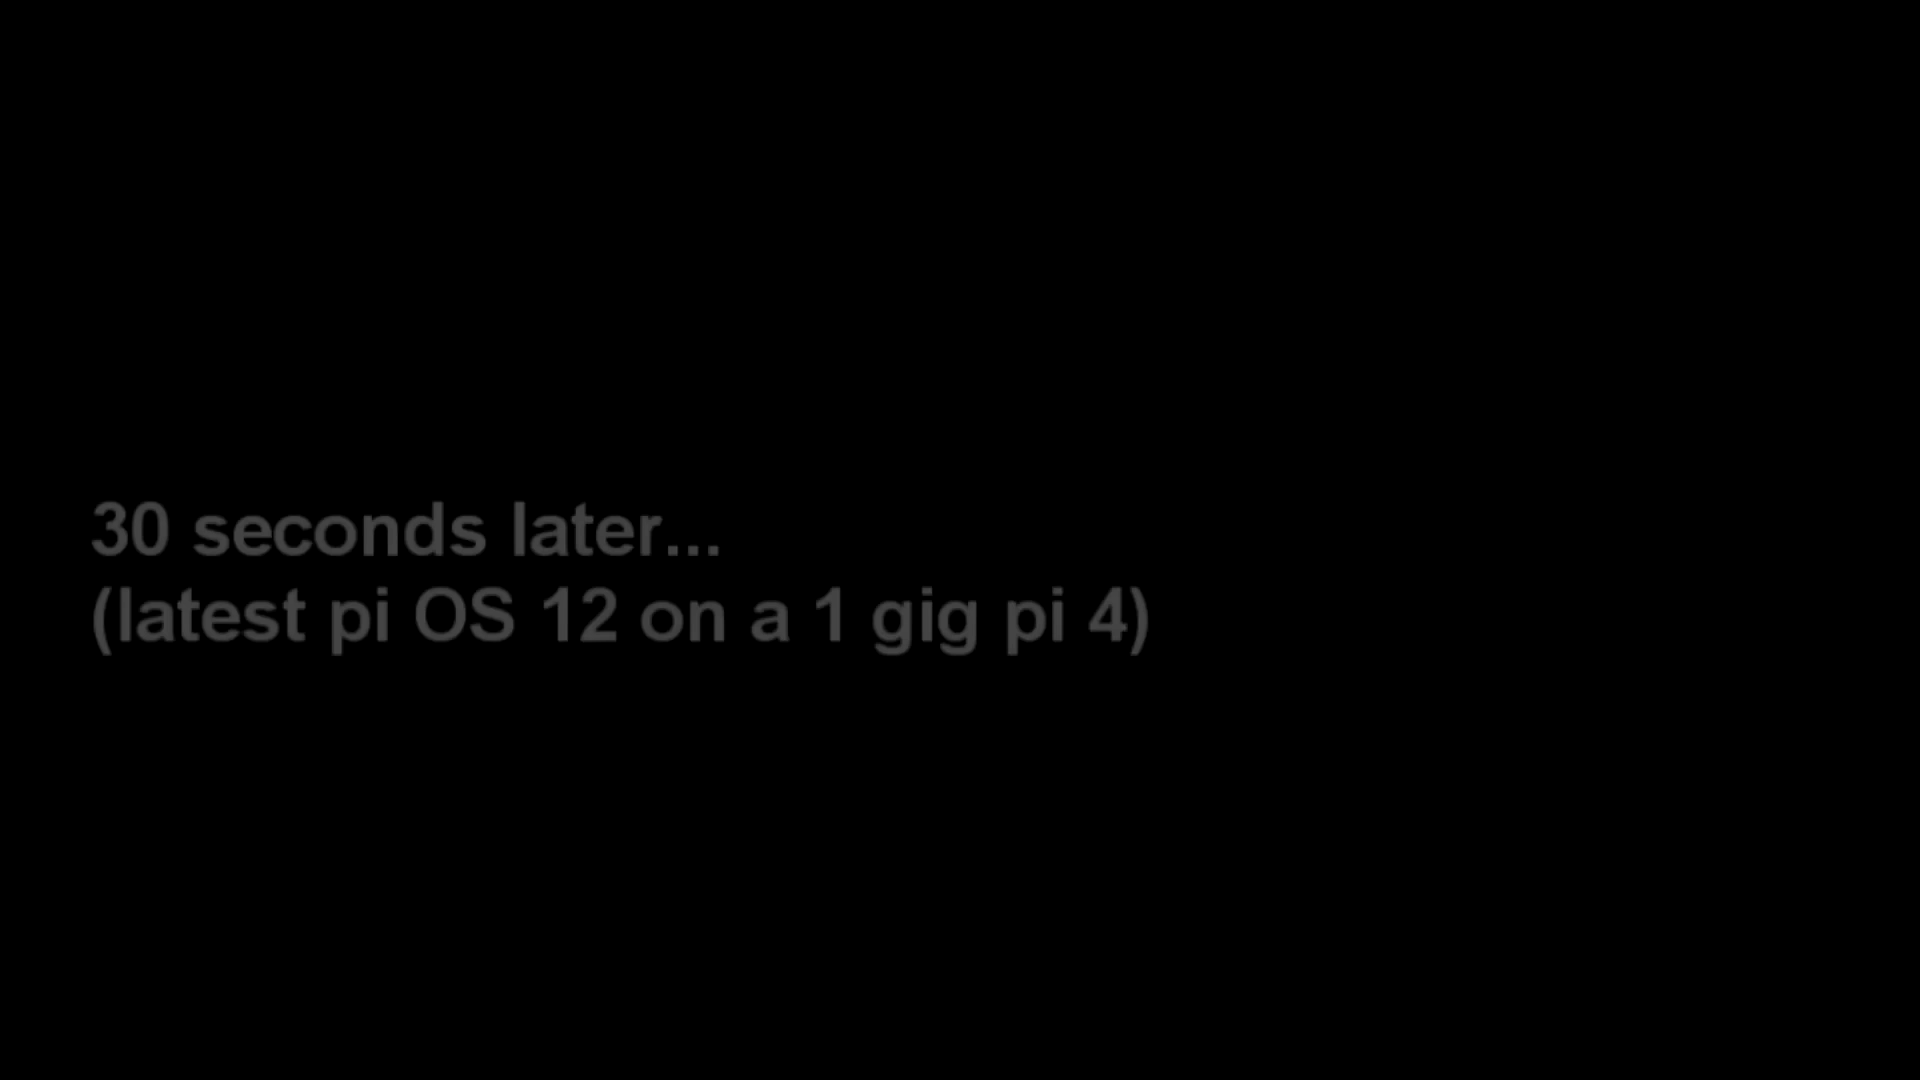 30 seconds later...
(latest pi OS 12 on a 1 gig pi 4)